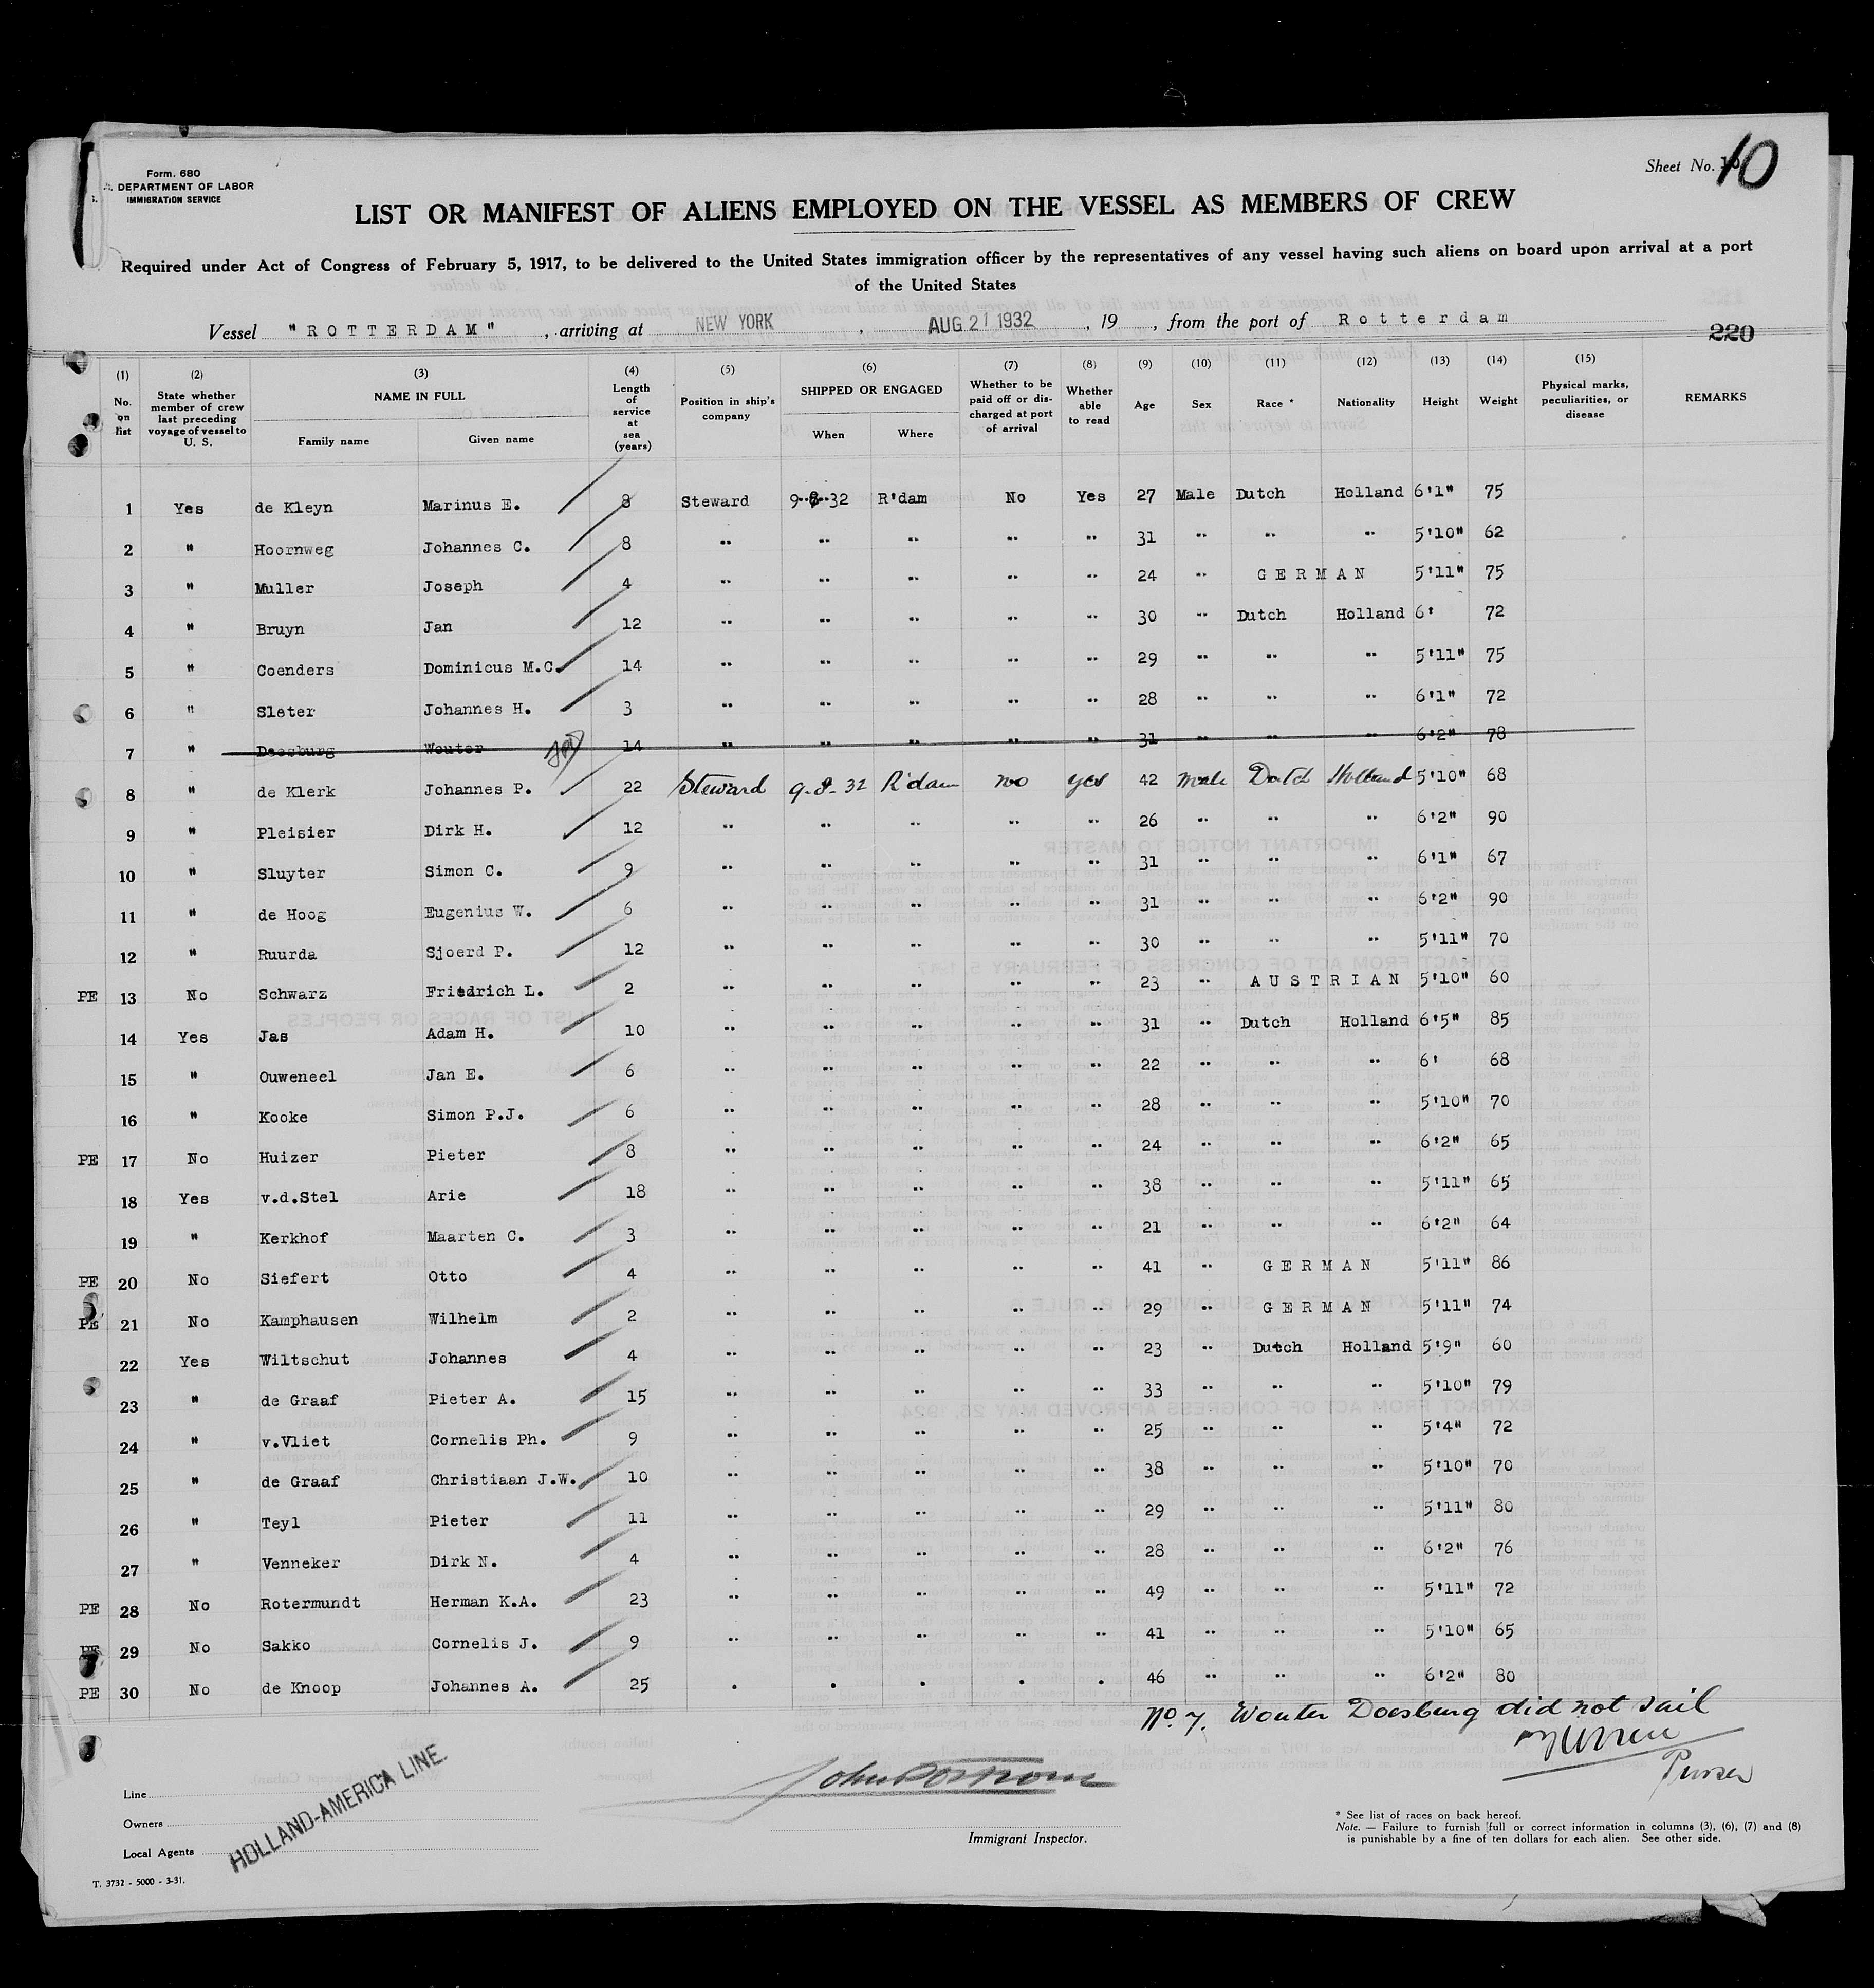 Form. 680
DEPARTMENT OF LABOR
IMMIGRATION SERVICE
Sheet No. 10
LIST OR MANIFEST OF ALIENS EMPLOYED ON THE VESSEL AS MEMBERS OF CREW
Required under Act of Congress of February 5, 1917, to be delivered to the United States immigration officer by the representatives of any vessel having such aliens on board upon arrival at a port
of the United States
Vessel "ROTTERDAM" , arriving at NEW YORK , AUG 21 1932 , 19 , from the port of Rotterdam
220
(1) No. on list (2) State whether member of crew last preceding voyage of vessel to U. S. (3) NAME IN FULL Family name Given name (4) Length of service at sea (years) (5) Position in ship's company (6) SHIPPED OR ENGAGED When Where (7) Whether to be paid off or discharged at port of arrival (8) Whether able to read (9) Age (10) Sex (11) Race * (12) Nationality (13) Height (14) Weight (15) Physical marks, peculiarities, or disease REMARKS
1 Yes de Kleyn Marinus E. 8 Steward 9-8-32 R'dam No Yes 27 Male Dutch Holland 6'1" 75
2 " Hoornweg Johannes C. 8 " " " " " 31 " " " 5'10" 62
3 " Muller Joseph 4 " " " " " 24 " GERMAN 5'11" 75
4 " Bruyn Jan 12 " " " " " 30 " Dutch Holland 6' 72
5 " Coenders Dominicus M.C. 14 " " " " " 29 " " " 5'11" 75
6 " Sleter Johannes H. 3 " " " " " 28 " " " 6'1" 72
7 " Doesburg Wouter 14 " " " " " 31 " " " 6'2" 78
8 " de Klerk Johannes P. 22 Steward 9-8-32 R'dam no yes 42 male Dutch Holland 5'10" 68
9 " Pleisier Dirk H. 12 " " " " " 26 " " " 6'2" 90
10 " Sluyter Simon C. 9 " " " " " 31 " " " 6'1" 67
11 " de Hoog Eugenius W. 6 " " " " " 31 " " " 6'2" 90
12 " Ruurda Sjoerd P. 12 " " " " " 30 " " " 5'11" 70
PE 13 No Schwarz Friedrich L. 2 " " " " " 23 " AUSTRIAN 5'10" 60
14 Yes Jas Adam H. 10 " " " " " 31 " Dutch Holland 6'5" 85
15 " Ouweneel Jan E. 6 " " " " " 22 " " " 6' 68
16 " Kooke Simon P.J. 6 " " " " " 28 " " " 5'10" 70
PE 17 No Huizer Pieter 8 " " " " " 24 " " " 6'2" 65
18 Yes v.d.Stel Arie 18 " " " " " 38 " " " 5'11" 65
19 " Kerkhof Maarten C. 3 " " " " " 21 " " " 6'2" 64
PE 20 No Siefert Otto 4 " " " " " 41 " GERMAN 5'11" 86
PE 21 No Kamphausen Wilhelm 2 " " " " " 29 " GERMAN 5'11" 74
22 Yes Wiltschut Johannes 4 " " " " " 23 " Dutch Holland 5'9" 60
23 " de Graaf Pieter A. 15 " " " " " 33 " " " 5'10" 79
24 " v.Vliet Cornelis Ph. 9 " " " " " 25 " " " 5'4" 72
25 " de Graaf Christiaan J.W. 10 " " " " " 38 " " " 5'10" 70
26 " Teyl Pieter 11 " " " " " 29 " " " 5'11" 80
27 " Venneker Dirk N. 4 " " " " " 28 " " " 6'2" 76
PE 28 No Rotermundt Herman K.A. 23 " " " " " 49 " " " 5'11" 72
PE 29 No Sakko Cornelis J. 9 " " " " " 41 " " " 5'10" 65
PE 30 No de Knoop Johannes A. 25 . . . . . 46 " " " 6'2" 80
No. 7. Wouter Doesburg did not sail
Purser
Line
Owners
Local Agents
HOLLAND-AMERICA LINE.
Immigrant Inspector.
* See list of races on back hereof.
Note. — Failure to furnish full or correct information in columns (3), (6), (7) and (8)
is punishable by a fine of ten dollars for each alien. See other side.
T. 3732 - 5000 - 3-31.